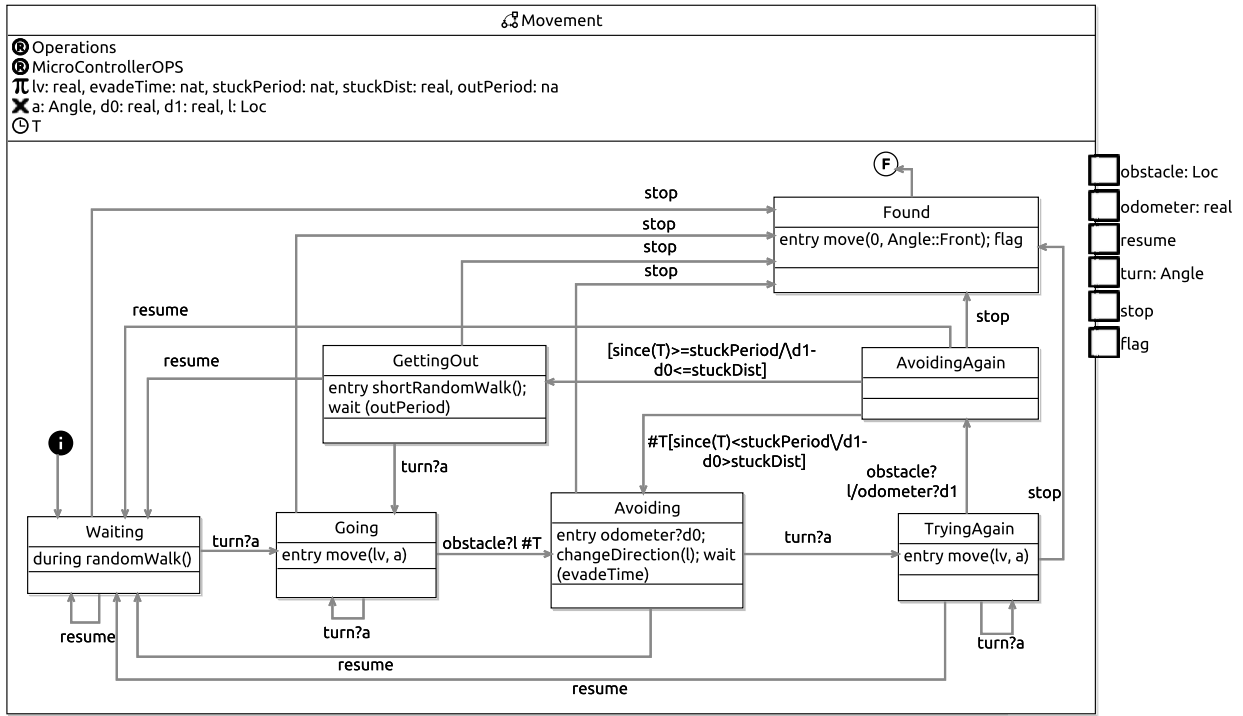 Movement
R Operations
R MicroControllerOPS
π lv: real, evadeTime: nat, stuckPeriod: nat, stuckDist: real, outPeriod: na
X a: Angle, d0: real, d1: real, l: Loc
T
F
obstacle: Loc
odometer: real
resume
turn: Angle
stop
flag
stop
Found
entry move(0, Angle::Front); flag
stop
stop
stop
stop
resume
resume
GettingOut
entry shortRandomWalk();
wait (outPeriod)
[since(T)>=stuckPeriod/\d1-
d0<=stuckDist]
AvoidingAgain
#T[since(T)<stuckPeriod\/d1-
d0>stuckDist]
i
turn?a
obstacle?
l/odometer?d1
stop
Waiting
during randomWalk()
turn?a
Going
entry move(lv, a)
obstacle?l #T
Avoiding
entry odometer?d0;
changeDirection(l); wait
(evadeTime)
turn?a
TryingAgain
entry move(lv, a)
resume
turn?a
turn?a
resume
resume